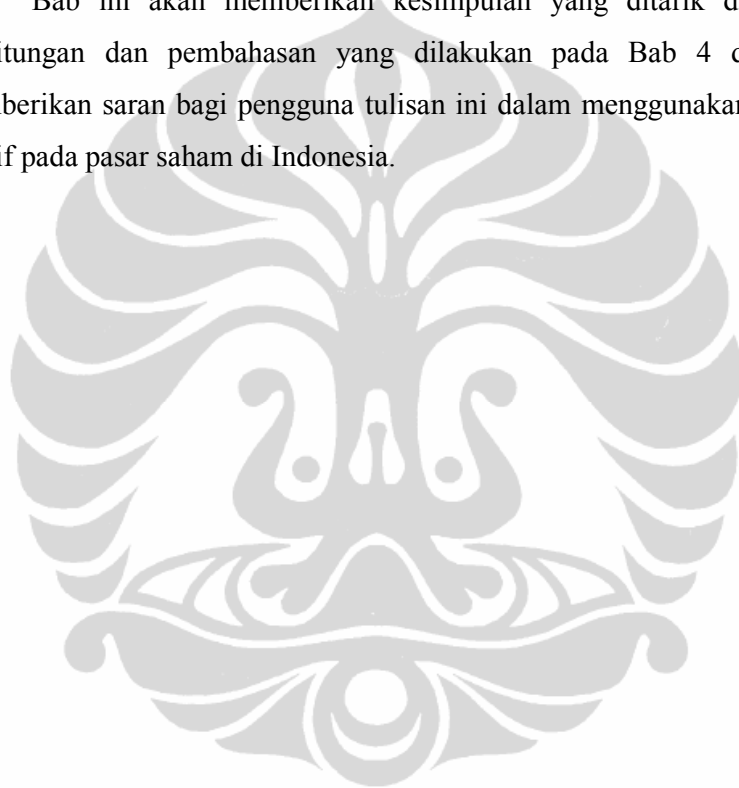 Bab ini akan memberikan kesimpulan yang ditarik d
itungan dan pembahasan yang dilakukan pada Bab 4 d
berikan saran bagi pengguna tulisan ini dalam menggunakan
if pada pasar saham di Indonesia.